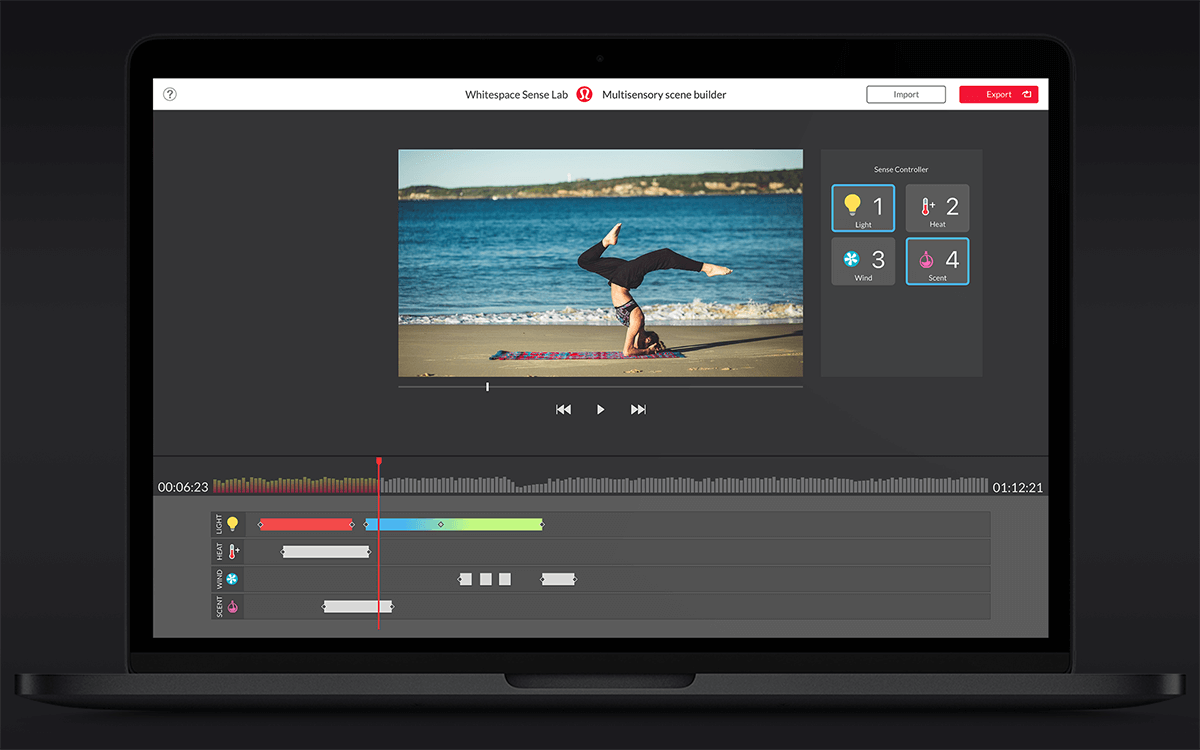 ?
Whitespace Sense Lab Multisensory scene builder
Import
Export
Sense Controller
1
Light
2
Heat
3
Wind
4
Scent
00:06:23
01:12:21
LIGHT
HEAT
WIND
SCENT